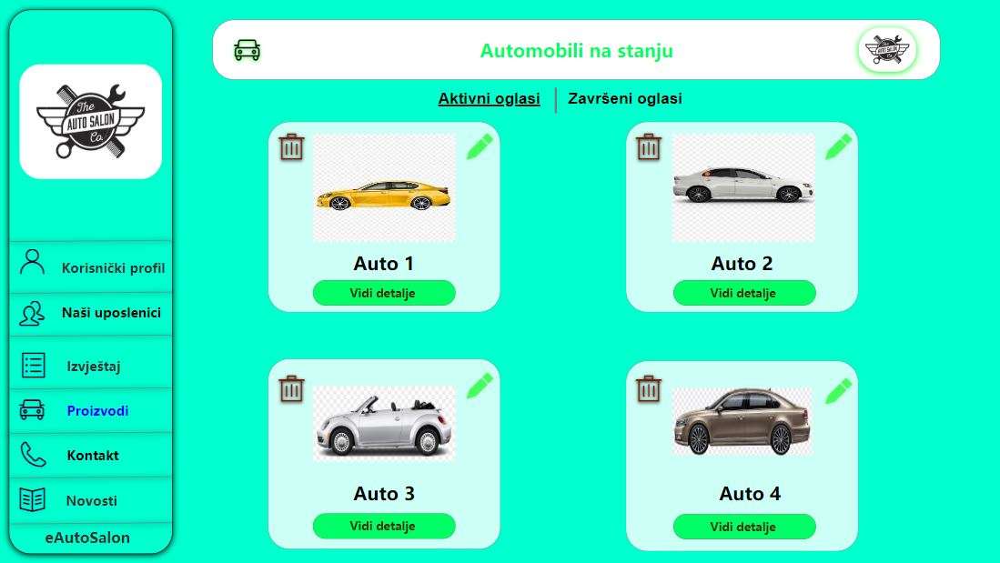 The
AUTO SALON
Co.
Korisnički profil
Naši uposlenici
Izvještaj
Proizvodi
Kontakt
Novosti
eAutoSalon
Automobili na stanju
Aktivni oglasi
Završeni oglasi
Auto 1
Vidi detalje
Auto 2
Vidi detalje
Auto 3
Vidi detalje
Auto 4
Vidi detalje